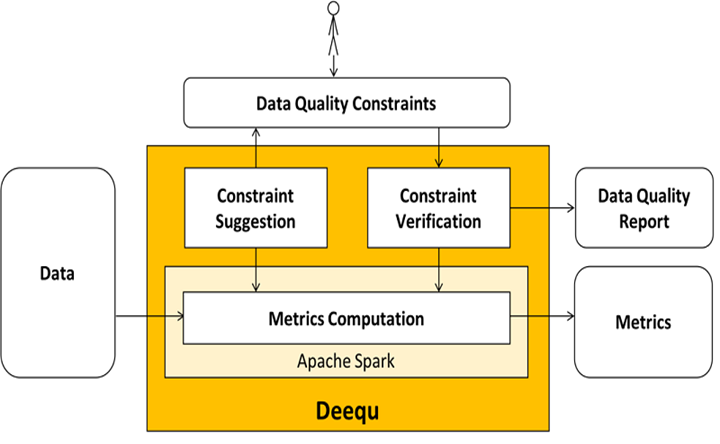 Data Quality Constraints
Constraint
Suggestion
Constraint
Verification
Data Quality
Report
Data
Metrics Computation
Metrics
Apache Spark
Deequ